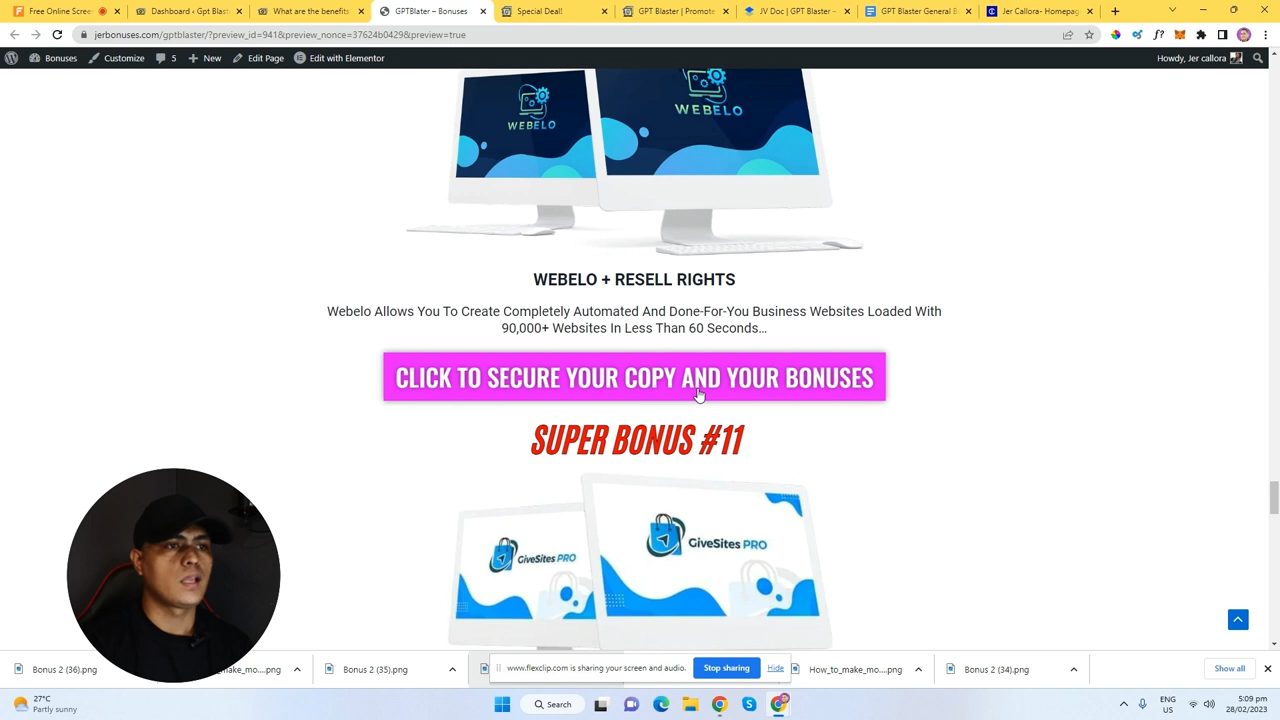 Free Online Scree
Dashboard ‹ Gpt Blast
What are the benefits
GPTBlaster – Bonuses
Special Deal!
GPT Blaster | Promote
JV Doc | GPT Blaster –
GPT Blaster General B
Jer Callora- Homepag
jerbonuses.com/gptblaster/?preview_id=941&preview_nonce=37624b0429&preview=true
Bonuses
Customize
5
New
Edit Page
Edit with Elementor
Howdy, Jer callora
WEBELO
WEBELO
WEBELO + RESELL RIGHTS
Webelo Allows You To Create Completely Automated And Done-For-You Business Websites Loaded With
90,000+ Websites In Less Than 60 Seconds...
CLICK TO SECURE YOUR COPY AND YOUR BONUSES
SUPER BONUS #11
GiveSites PRO
GiveSites PRO
Bonus 2 (36).png
_make_mo....png
Bonus 2 (35).png
www.flexclip.com is sharing your screen and audio.
Stop sharing
Hide
How_to_make_mo....png
Bonus 2 (34).png
Show all
27°C
Partly sunny
Search
ENG
US
5:09 pm
28/02/2023